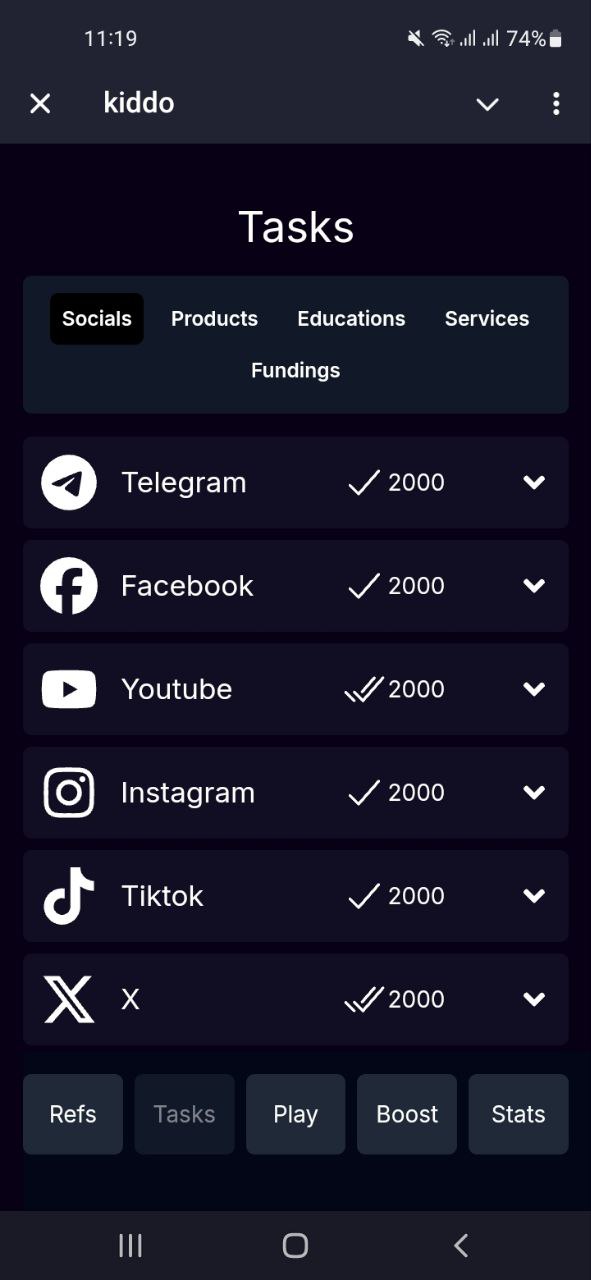 11:19 74%
kiddo
Tasks
Socials Products Educations Services
Fundings
Telegram 2000
Facebook 2000
Youtube 2000
Instagram 2000
Tiktok 2000
X 2000
Refs Tasks Play Boost Stats